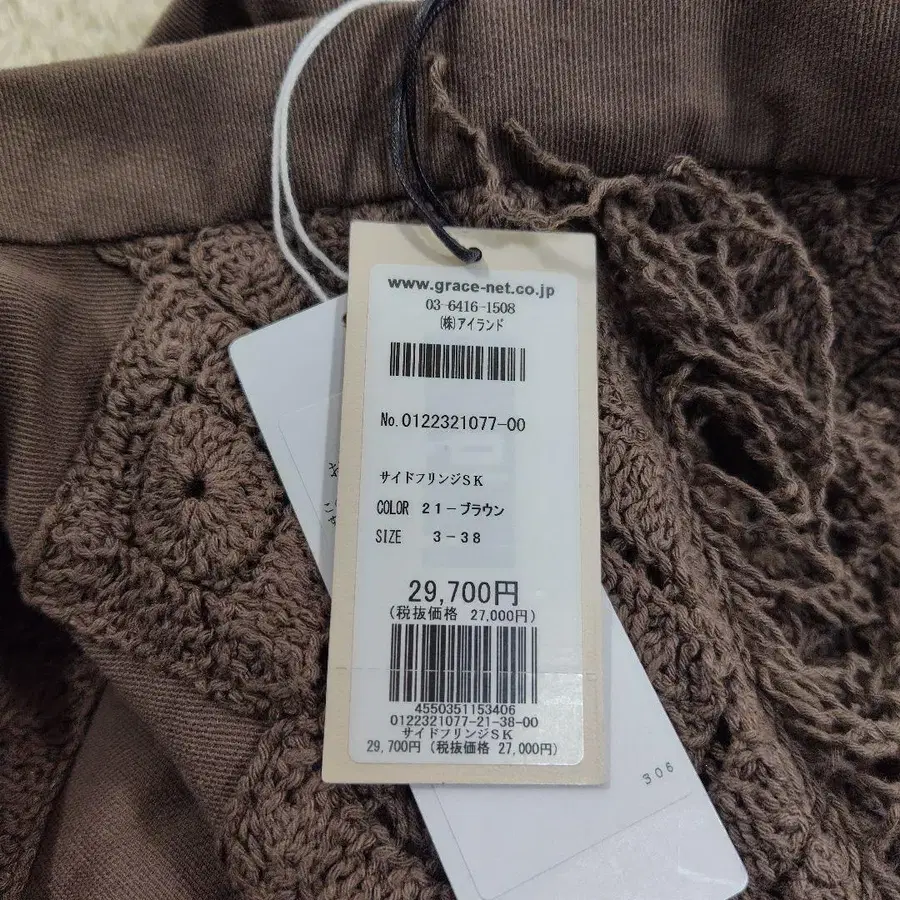 www.grace-net.co.jp
03-6416-1508
(株)アイランド
No.0122321077-00
サイドフリンジSK
COLOR 21-ブラウン
SIZE 3-38
29,700円
(税抜価格 27,000円)
4550351153406
0122321077-21-38-00
サイドフリンジSK
29,700円 (税抜価格 27,000円)
306